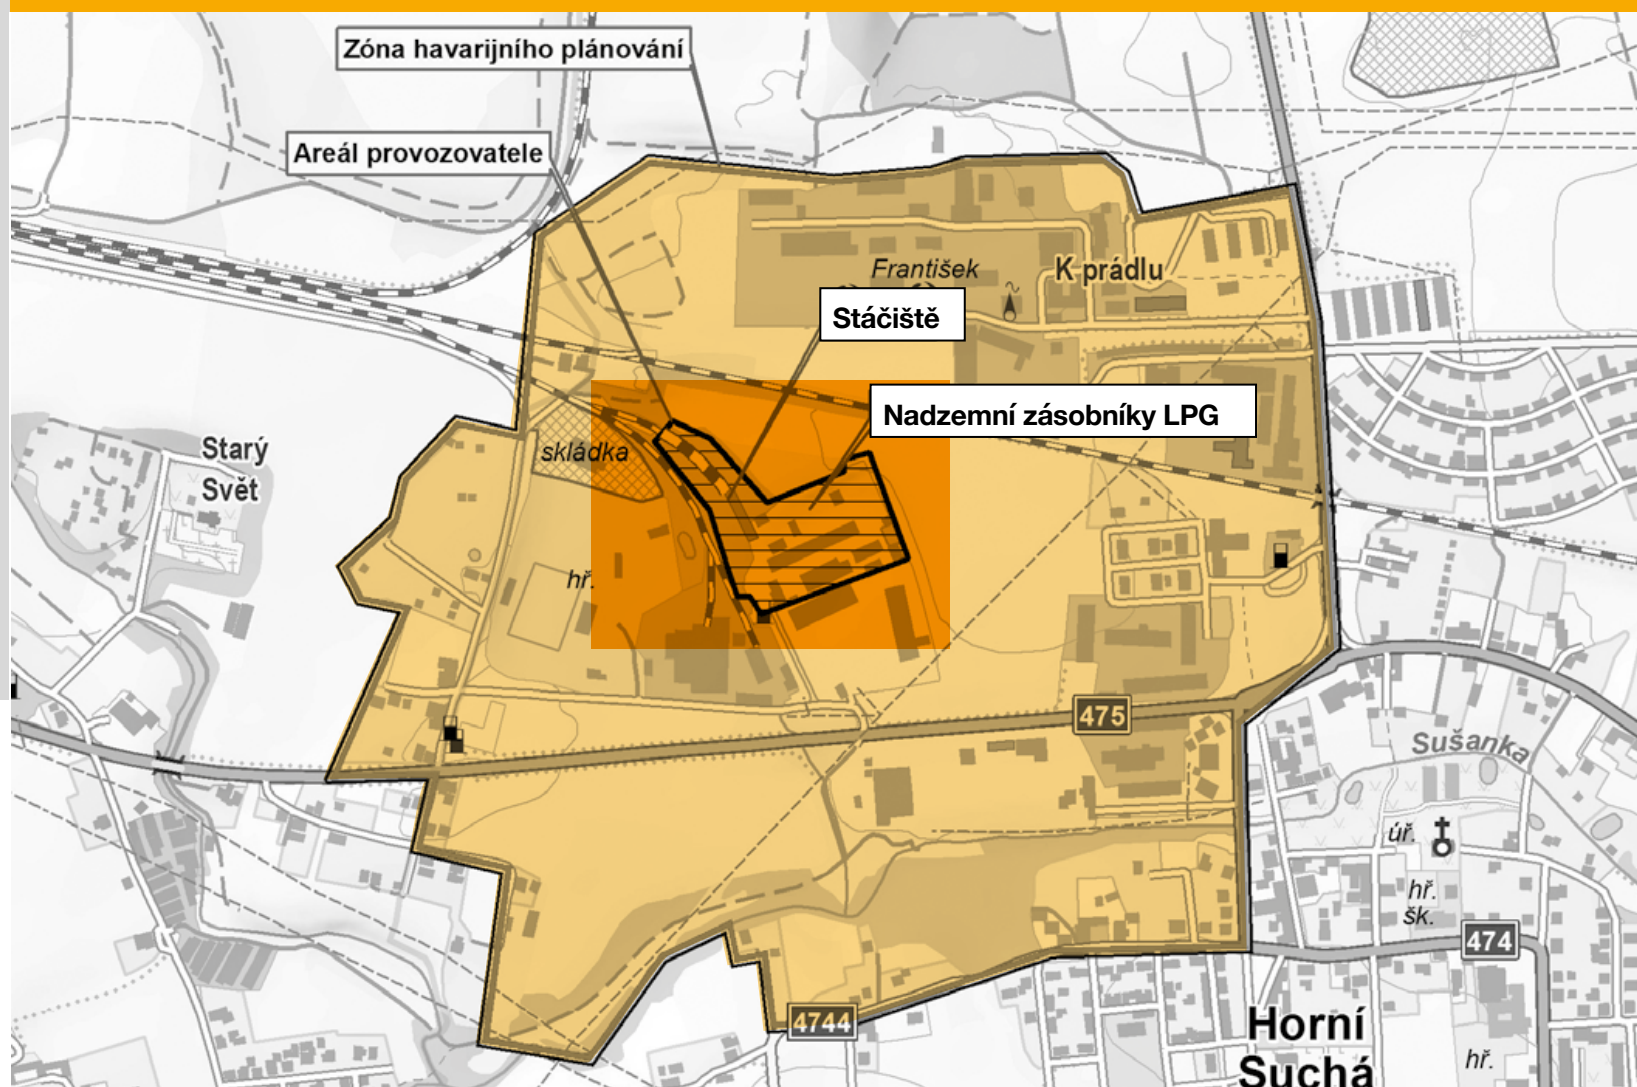 Zóna havarijního plánování
Areál provozovatele
František
K prádlu
Stáčiště
Nadzemní zásobníky LPG
Starý
Svět
skládka
hř.
475
Sušanka
úř.
hř.
šk.
474
4744
Horní
Suchá
hř.